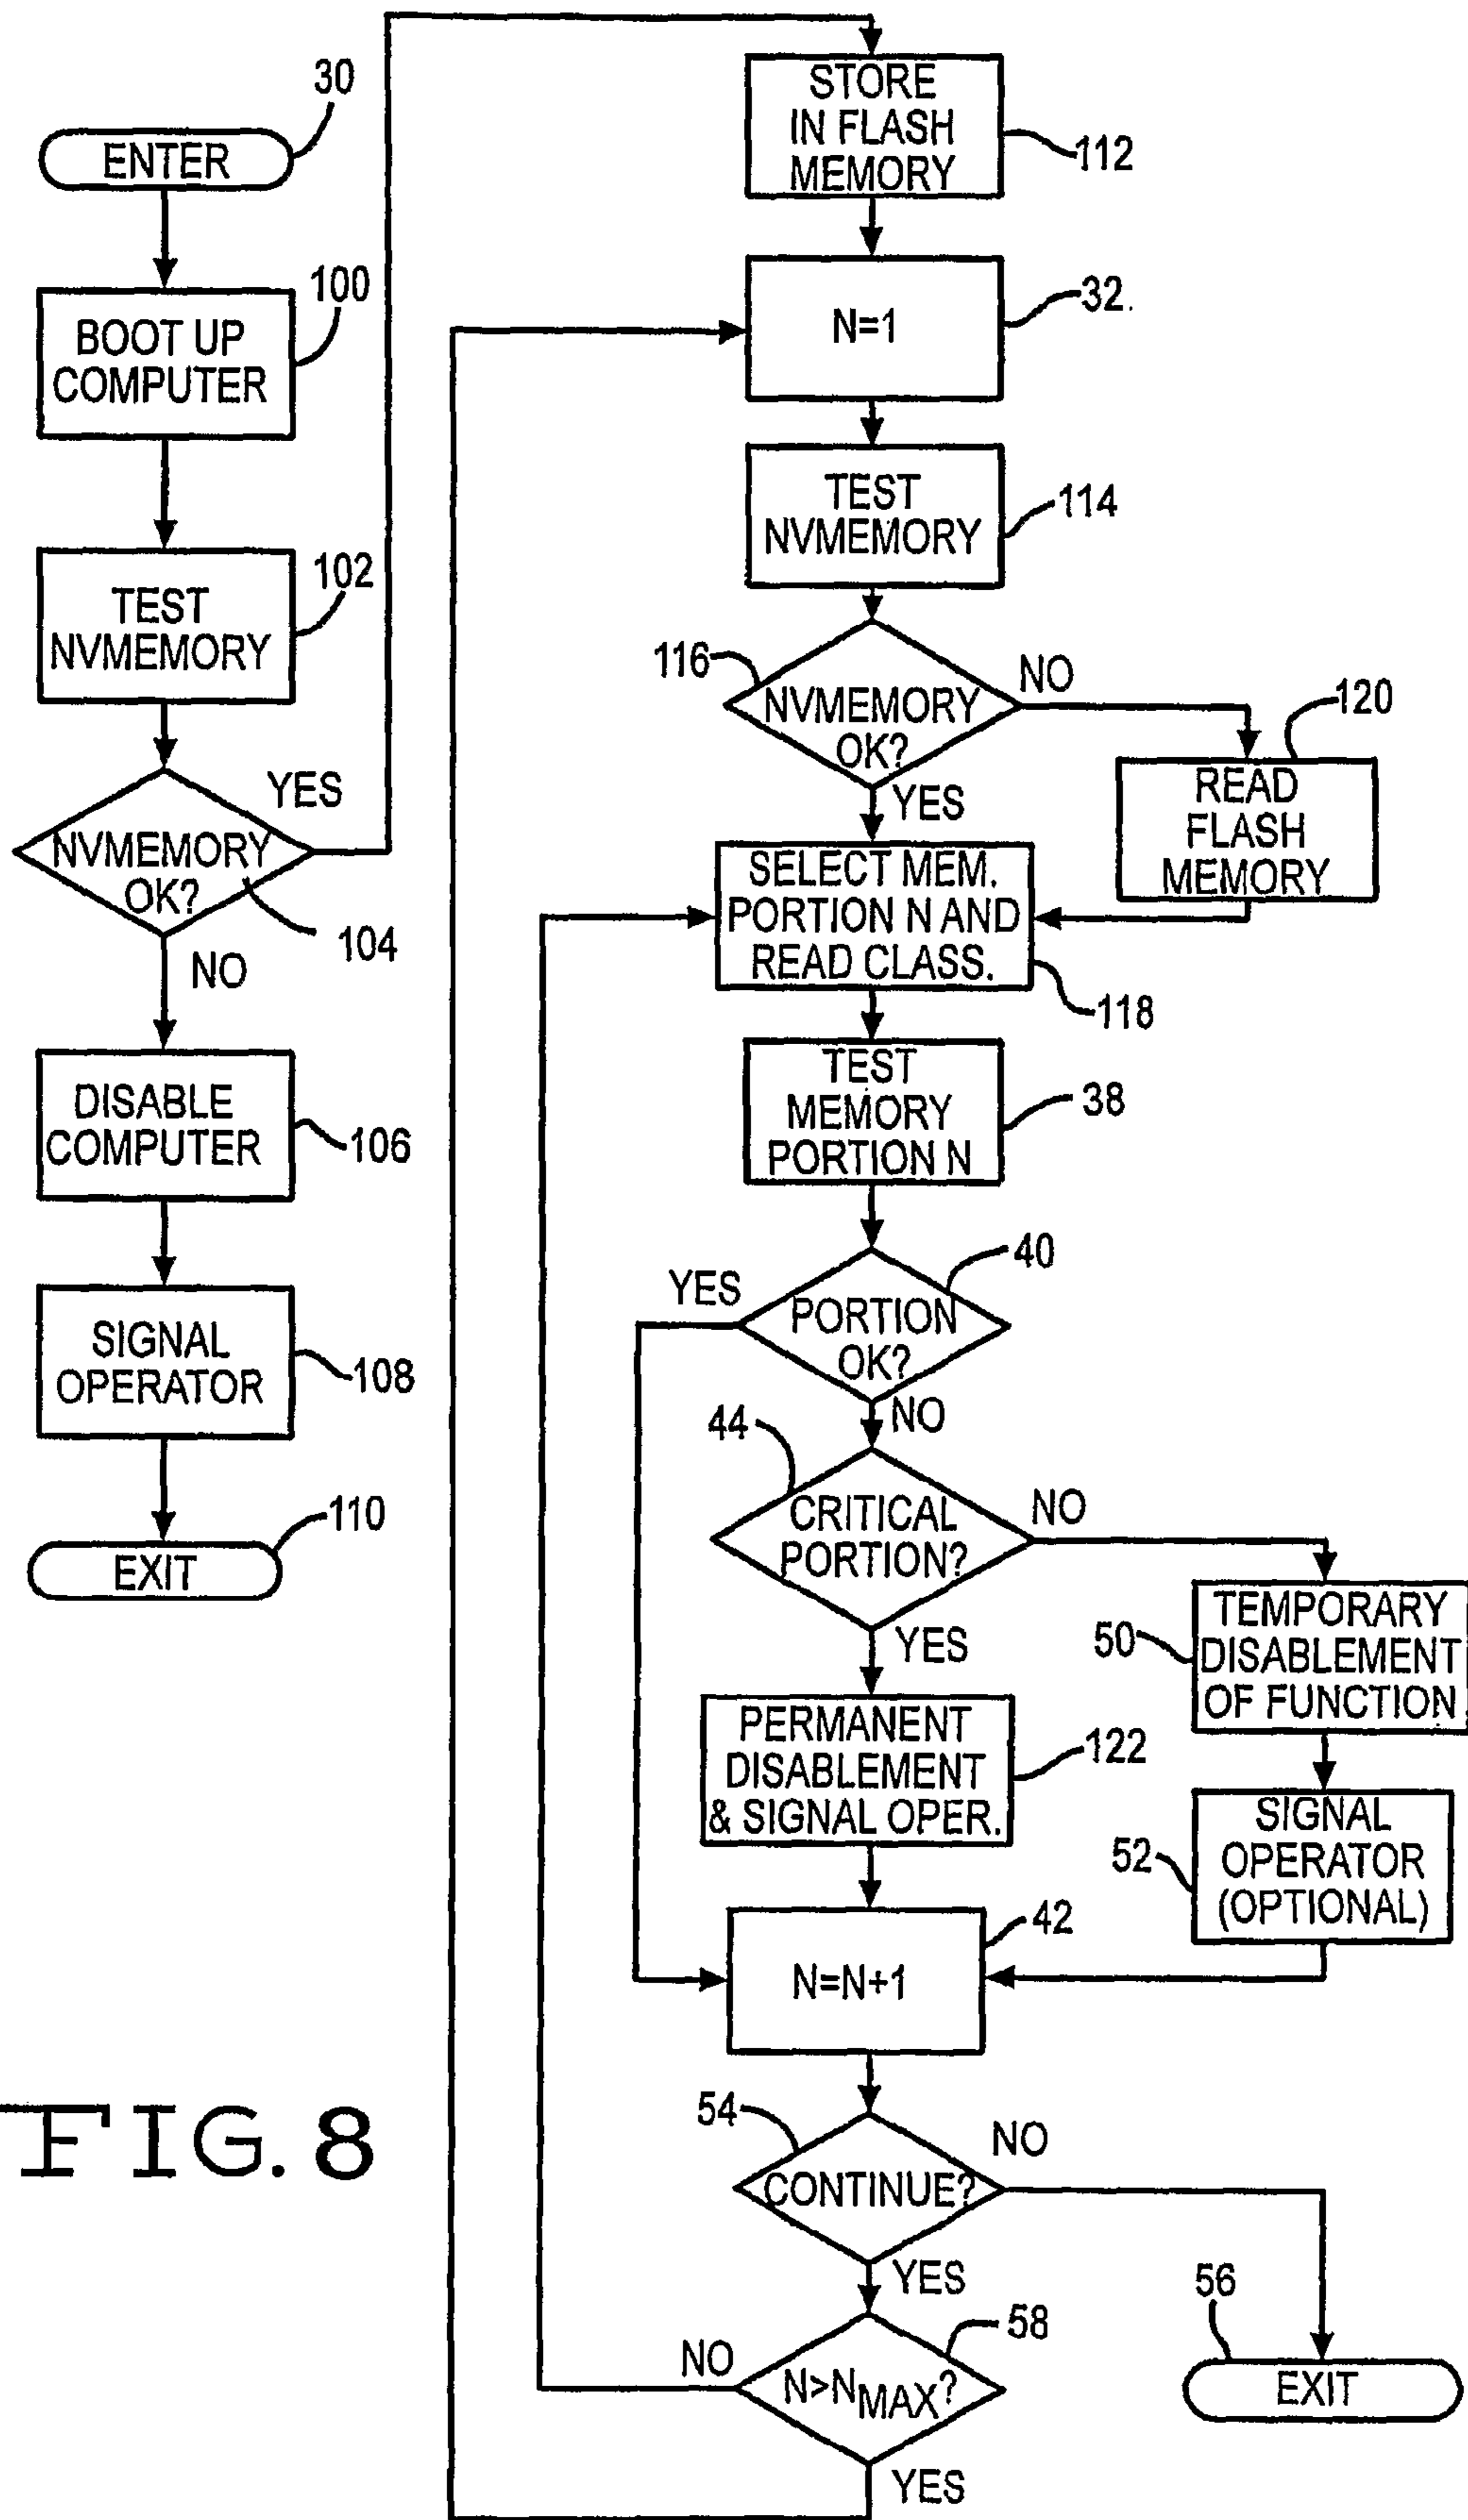 30
ENTER
100
BOOT UP
COMPUTER
102
TEST
NVMEMORY
YES
NVMEMORY
OK?
104
NO
DISABLE
COMPUTER
106
SIGNAL
OPERATOR
108
110
EXIT
STORE
IN FLASH
MEMORY
112
N=1
32.
TEST
NVMEMORY
114
116
NVMEMORY
OK?
NO
YES
120
READ
FLASH
MEMORY
SELECT MEM.
PORTION N AND
READ CLASS.
118
TEST
MEMORY
PORTION N
38
40
YES
PORTION
OK?
NO
44
CRITICAL
PORTION?
NO
YES
50
TEMPORARY
DISABLEMENT
OF FUNCTION
PERMANENT
DISABLEMENT
& SIGNAL OPER.
122
52
SIGNAL
OPERATOR
(OPTIONAL)
42
N=N+1
54
CONTINUE?
NO
YES
56
EXIT
58
NO
N>NMAX?
YES
FIG. 8